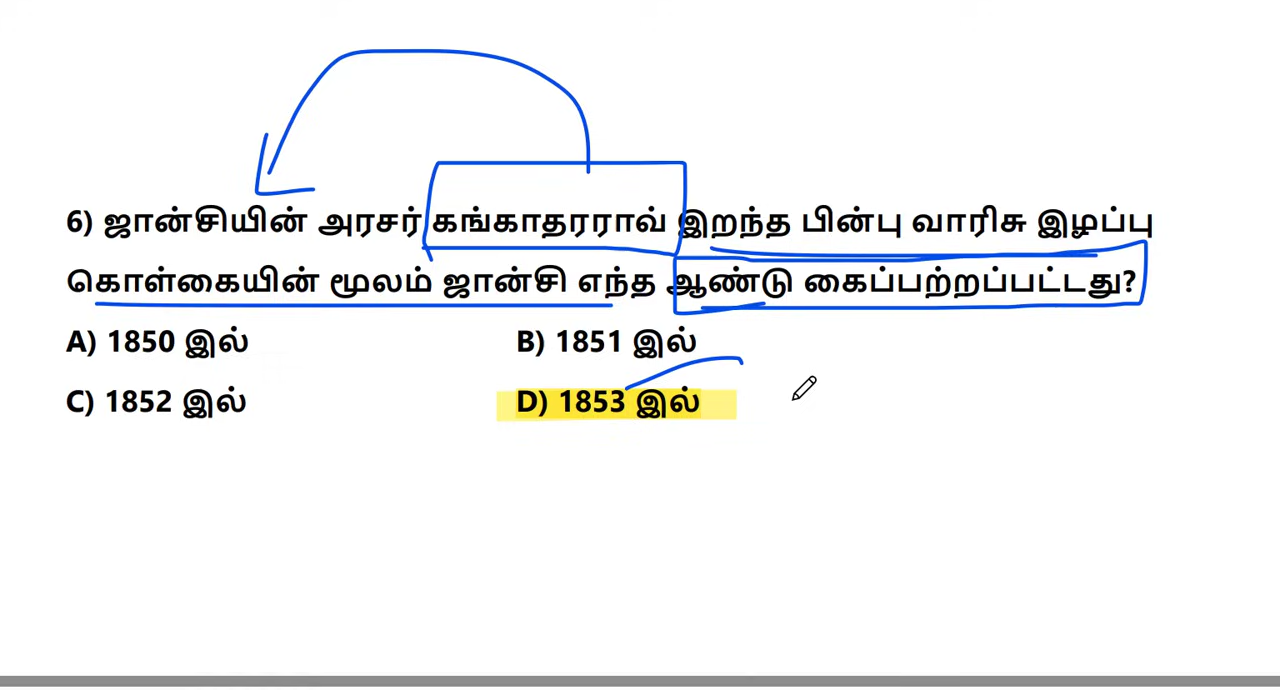 6) ஜான்சியின் அரசர் கங்காதரராவ் இறந்த பின்பு வாரிசு இழப்பு
கொள்கையின் மூலம் ஜான்சி எந்த ஆண்டு கைப்பற்றப்பட்டது?
A) 1850 இல் B) 1851 இல்
C) 1852 இல் D) 1853 இல்